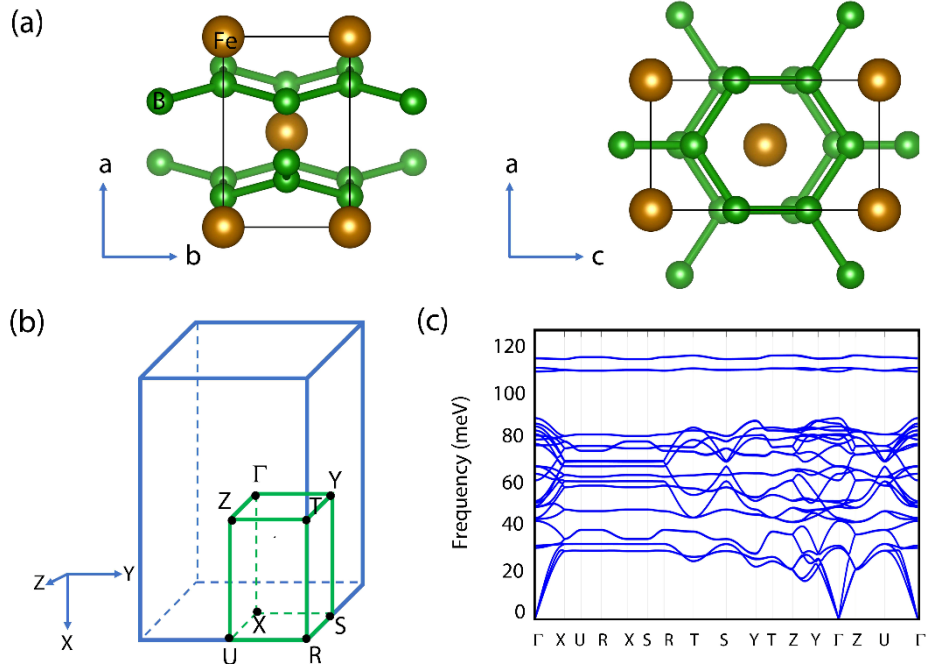 (a)
Fe
B
a
b
a
c
(b)
Γ
Y
Z
T
Z
Y
X
X
S
U
R
(c)
Frequency (meV)
120
100
80
60
40
20
0
Γ X U R X S R T S Y T Z Y Γ Z U Γ